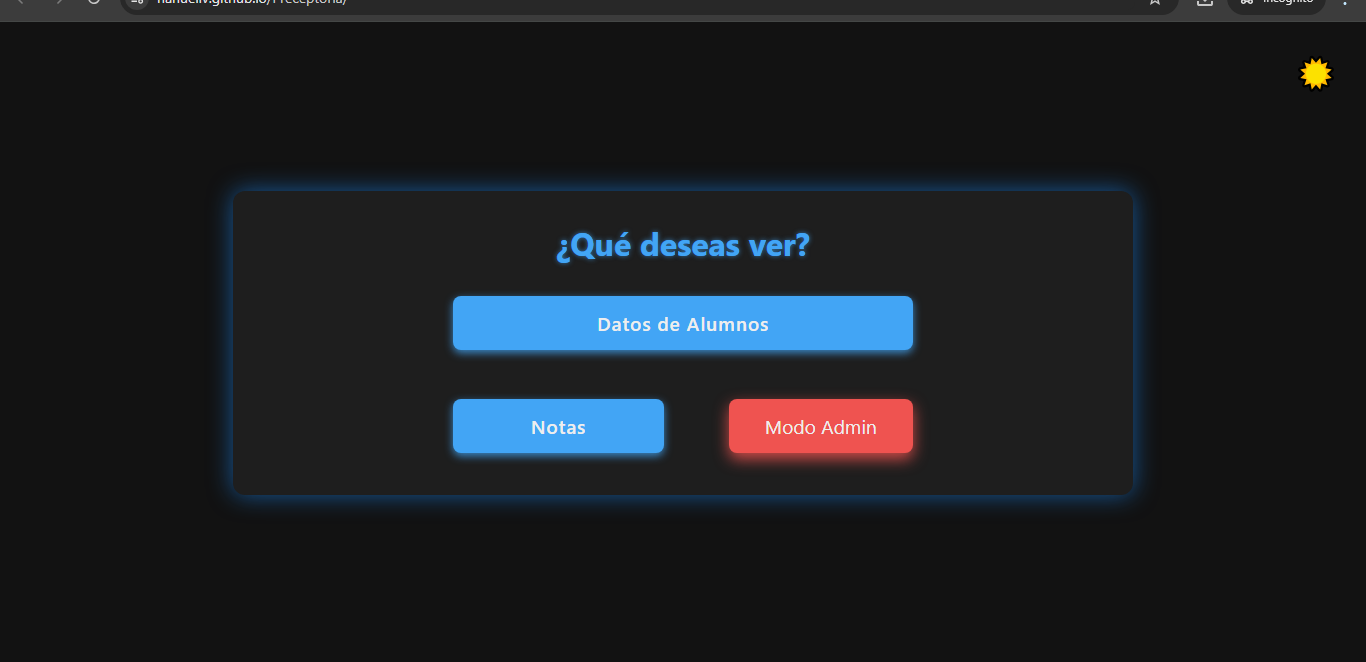 ¿Qué deseas ver?
Datos de Alumnos
Notas
Modo Admin